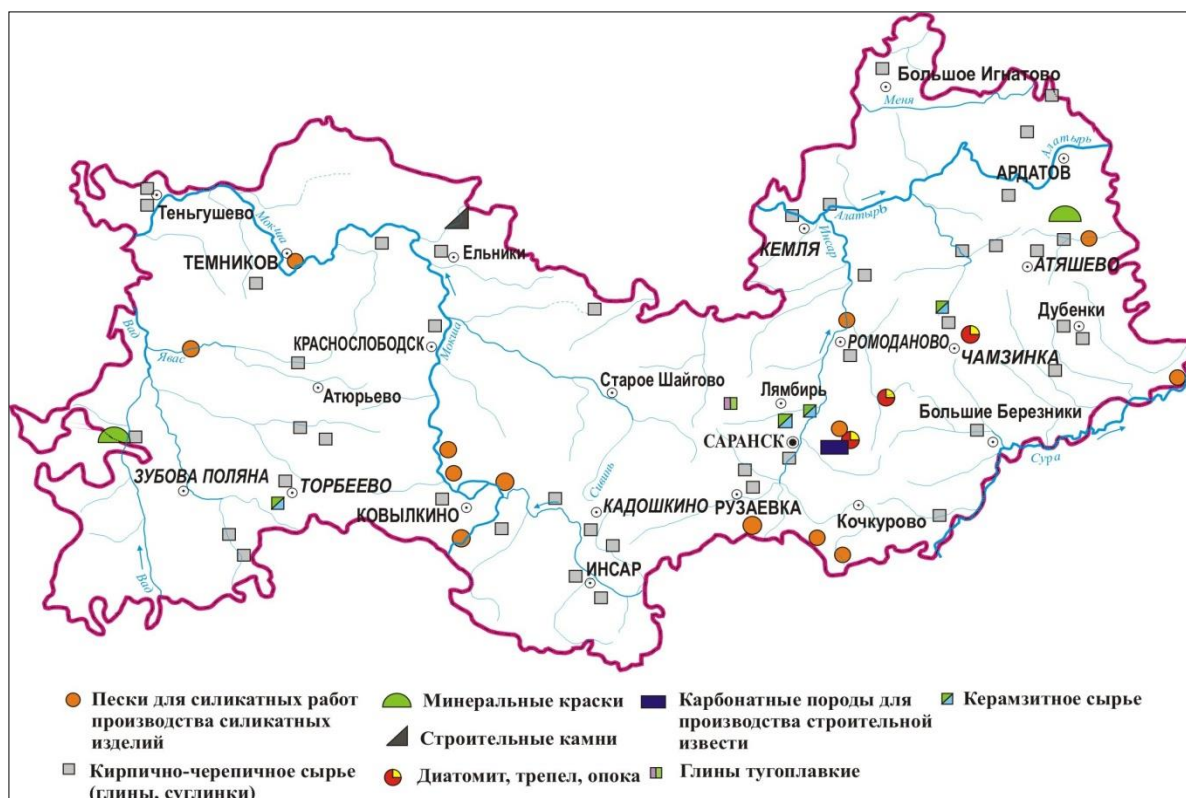 Большое Игнатово
Меня
Алатырь
АРДАТОВ
Теньгушево
Мокша
Алатырь
КЕМЛЯ
Инсар
ТЕМНИКОВ
Ельники
АТЯШЕВО
Дубенки
Вад
Явас
КРАСНОСЛОБОДСК
Мокша
РОМОДАНОВО
ЧАМЗИНКА
Атюрьево
Старое Шайгово
Лямбирь
Большие Березники
САРАНСК
Сура
ЗУБОВА ПОЛЯНА
ТОРБЕЕВО
Сивинь
КОВЫЛКИНО
КАДОШКИНО
РУЗАЕВКА
Кочкурово
ИНСАР
Вад
Пески для силикатных работ
производства силикатных
изделий
Кирпично-черепичное сырье
(глины, суглинки)
Минеральные краски
Строительные камни
Диатомит, трепел, опока
Карбонатные породы для
производства строительной
извести
Глины тугоплавкие
Керамзитное сырье